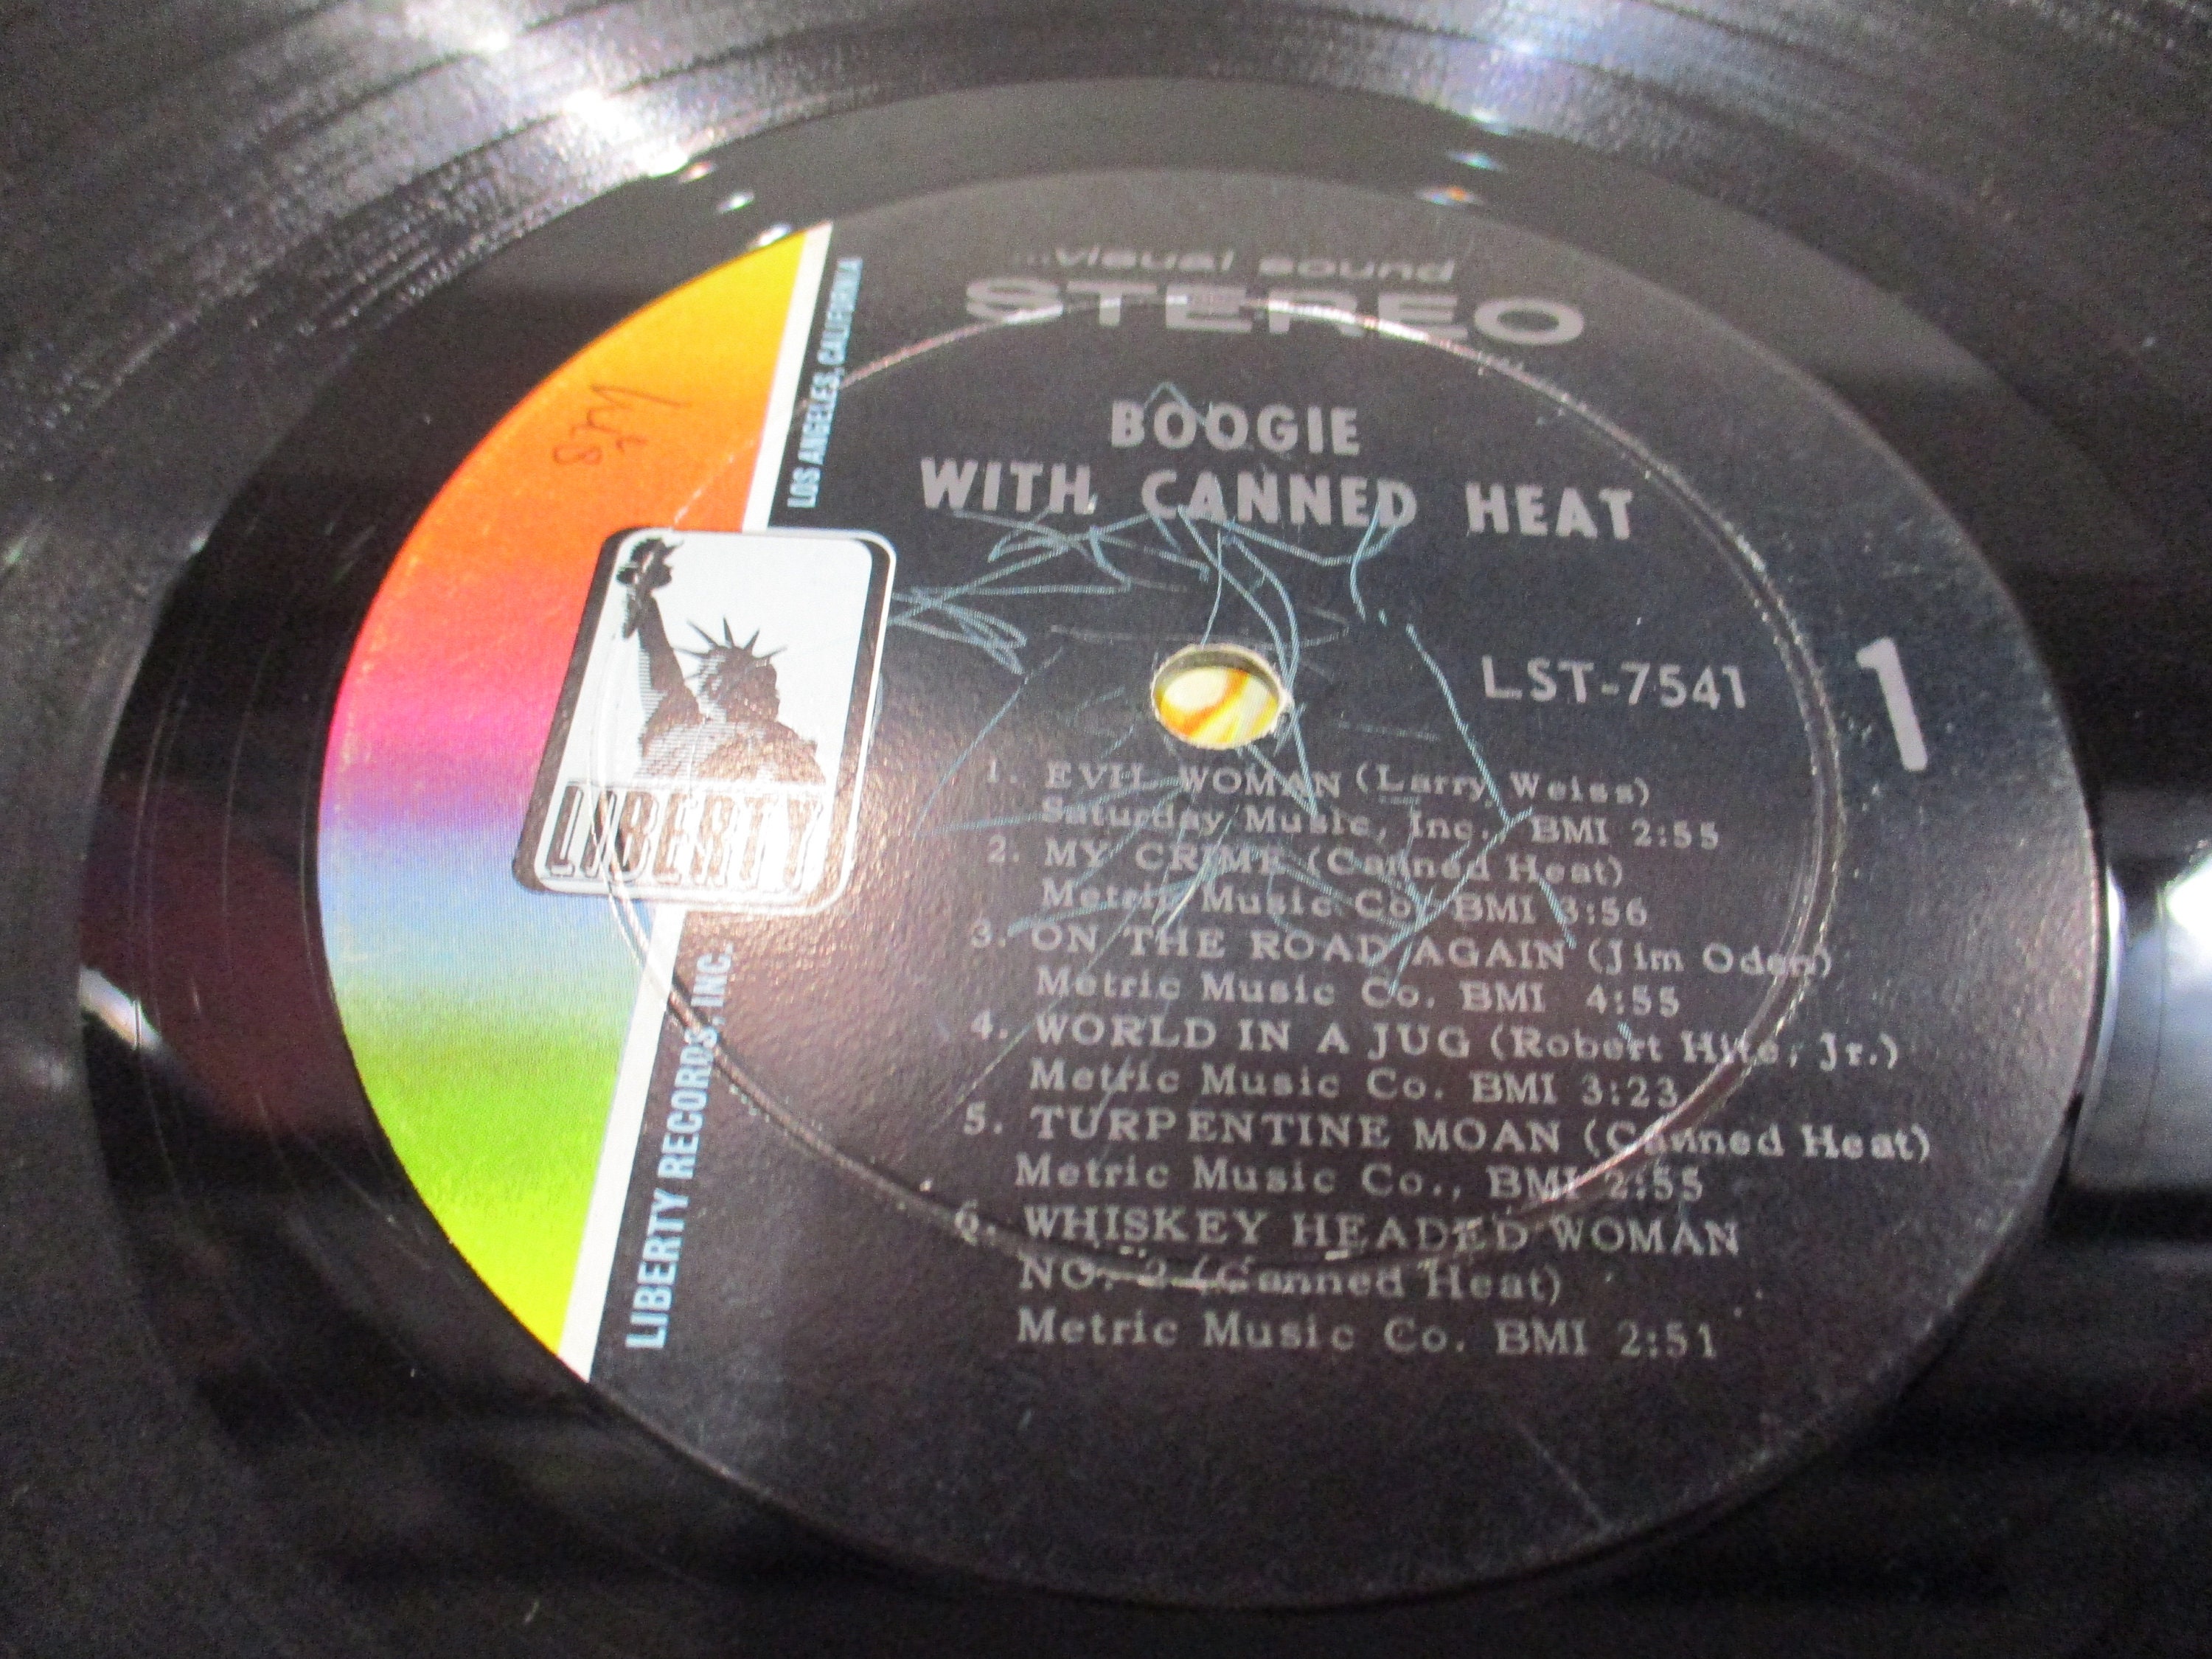 ...visual sound
STEREO
BOOGIE
WITH CANNED HEAT
LST-7541
1
1. EVIL WOMAN (Larry Weiss)
Saturday Music, Inc. BMI 2:55
2. MY CRIME (Canned Heat)
Metric Music Co. BMI 3:56
3. ON THE ROAD AGAIN (Jim Oden)
Metric Music Co. BMI 4:55
4. WORLD IN A JUG (Robert Hite, Jr.)
Metric Music Co. BMI 3:23
5. TURPENTINE MOAN (Canned Heat)
Metric Music Co., BMI 2:55
6. WHISKEY HEADED WOMAN
NO. 2 (Canned Heat)
Metric Music Co. BMI 2:51
LIBERTY
LIBERTY RECORDS, INC.
LOS ANGELES, CALIFORNIA